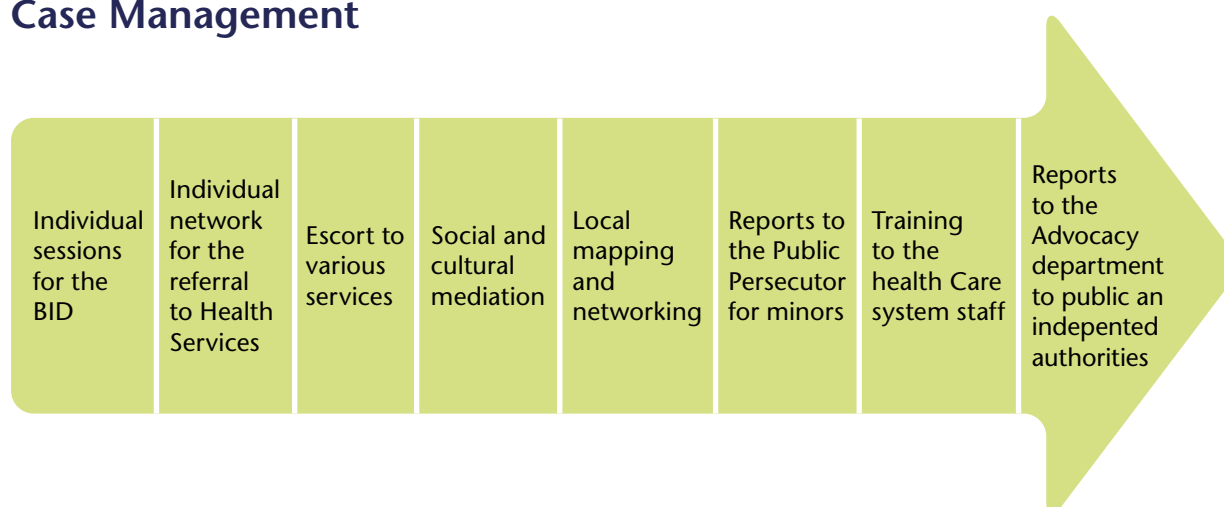 Case Management
Individual
sessions
for the
BID
Individual
network
for the
referral
to Health
Services
Escort to
various
services
Social and
cultural
mediation
Local
mapping
and
networking
Reports to
the Public
Persecutor
for minors
Training
to the
health Care
system staff
Reports
to the
Advocacy
department
to public an
indepented
authorities